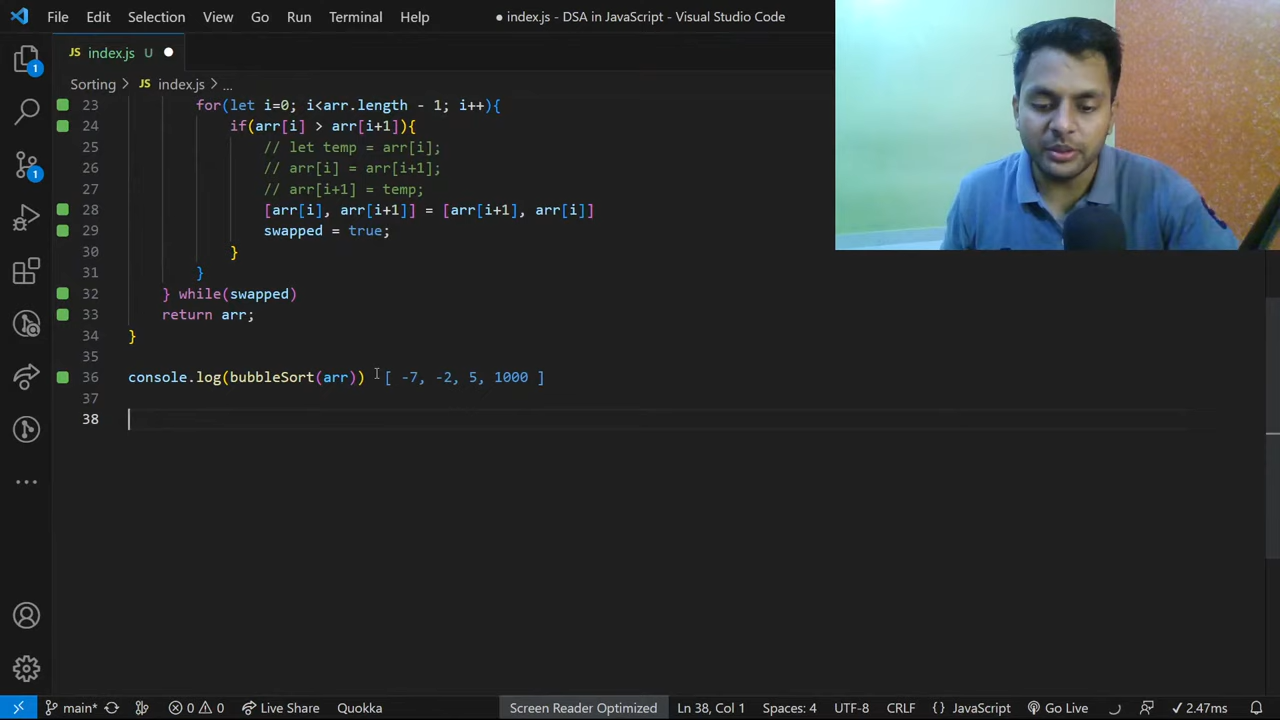 File Edit Selection View Go Run Terminal Help
● index.js - DSA in JavaScript - Visual Studio Code
JS index.js U ●
Sorting > JS index.js > ...
23 for(let i=0; i<arr.length - 1; i++){
24 if(arr[i] > arr[i+1]){
25 // let temp = arr[i];
26 // arr[i] = arr[i+1];
27 // arr[i+1] = temp;
28 [arr[i], arr[i+1]] = [arr[i+1], arr[i]]
29 swapped = true;
30 }
31 }
32 } while(swapped)
33 return arr;
34 }
35
36 console.log(bubbleSort(arr)) [ -7, -2, 5, 1000 ]
37
38
1
1
main* 0 0 Live Share Quokka Screen Reader Optimized Ln 38, Col 1 Spaces: 4 UTF-8 CRLF {} JavaScript Go Live ✓ 2.47ms